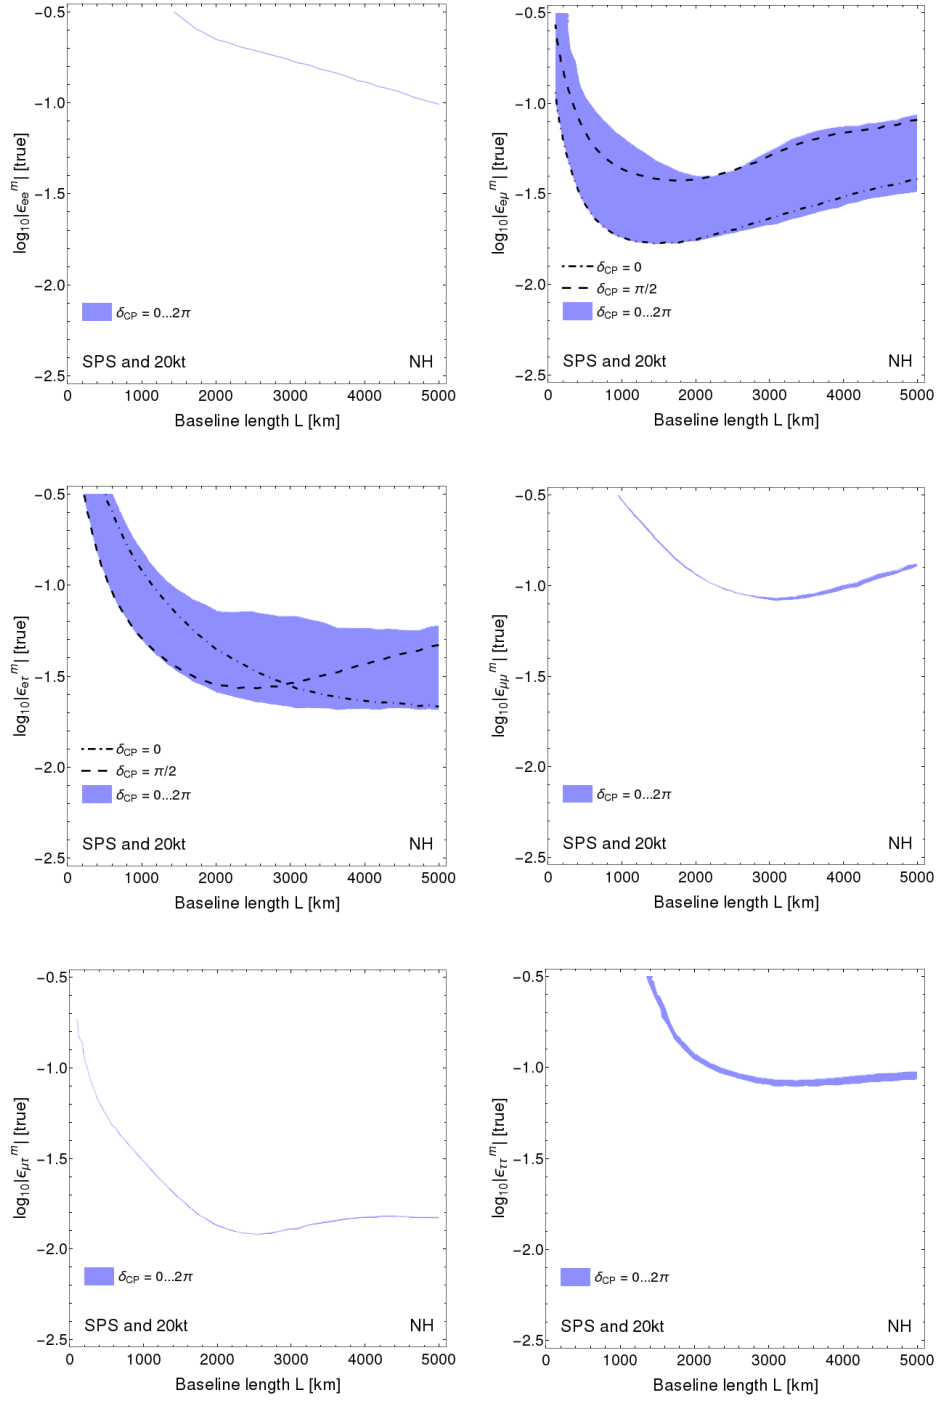 log₁₀|ϵₑₑᵐ| [true]
−0.5
−1.0
−1.5
−2.0
−2.5
δCP = 0...2π
SPS and 20kt NH
0 1000 2000 3000 4000 5000
Baseline length L [km]
log₁₀|ϵₑμᵐ| [true]
−0.5
−1.0
−1.5
−2.0
−2.5
δCP = 0
δCP = π/2
δCP = 0...2π
SPS and 20kt NH
0 1000 2000 3000 4000 5000
Baseline length L [km]
log₁₀|ϵₑτᵐ| [true]
−0.5
−1.0
−1.5
−2.0
−2.5
δCP = 0
δCP = π/2
δCP = 0...2π
SPS and 20kt NH
0 1000 2000 3000 4000 5000
Baseline length L [km]
log₁₀|ϵμμᵐ| [true]
−0.5
−1.0
−1.5
−2.0
−2.5
δCP = 0...2π
SPS and 20kt NH
0 1000 2000 3000 4000 5000
Baseline length L [km]
log₁₀|ϵμτᵐ| [true]
−0.5
−1.0
−1.5
−2.0
−2.5
δCP = 0...2π
SPS and 20kt NH
0 1000 2000 3000 4000 5000
Baseline length L [km]
log₁₀|ϵττᵐ| [true]
−0.5
−1.0
−1.5
−2.0
−2.5
δCP = 0...2π
SPS and 20kt NH
0 1000 2000 3000 4000 5000
Baseline length L [km]